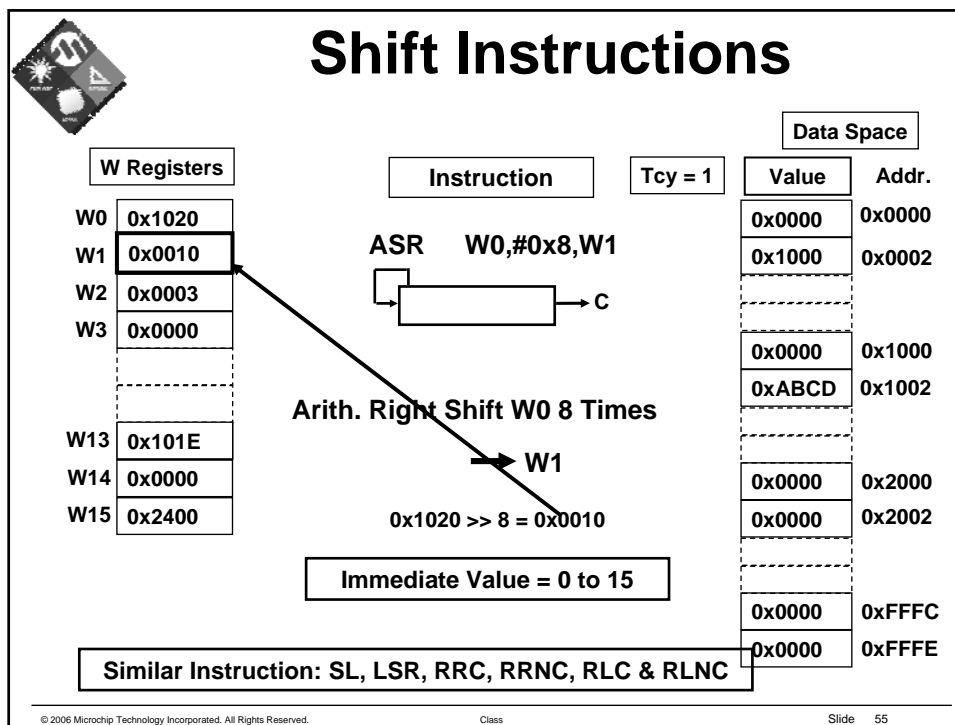 Shift Instructions
Data Space
W Registers
Instruction
Tcy = 1
Value Addr.
W0 0x1020
W1 0x0010
W2 0x0003
W3 0x0000
W13 0x101E
W14 0x0000
W15 0x2400
ASR W0,#0x8,W1
C
Arith. Right Shift W0 8 Times
W1
0x1020 >> 8 = 0x0010
Immediate Value = 0 to 15
0x0000 0x0000
0x1000 0x0002
0x0000 0x1000
0xABCD 0x1002
0x0000 0x2000
0x0000 0x2002
0x0000 0xFFFC
0x0000 0xFFFE
Similar Instruction: SL, LSR, RRC, RRNC, RLC & RLNC
© 2006 Microchip Technology Incorporated. All Rights Reserved. Class Slide 55